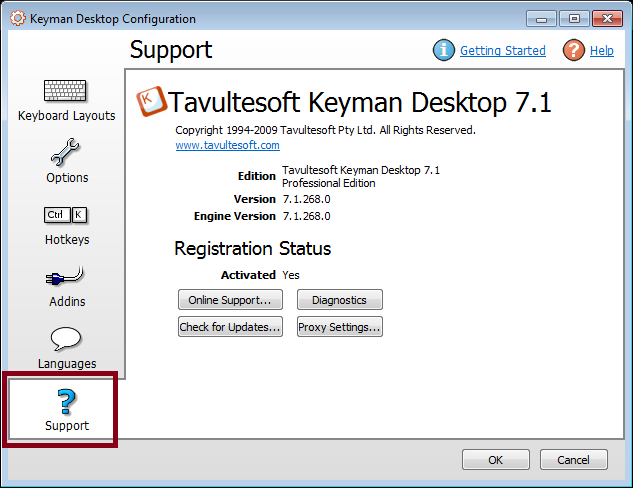 Keyman Desktop Configuration
Support
Getting Started
Help
Keyboard Layouts
Options
Ctrl K
Hotkeys
Addins
Languages
?
Support
K
Tavultesoft Keyman Desktop 7.1
Copyright 1994-2009 Tavultesoft Pty Ltd. All Rights Reserved.
www.tavultesoft.com
Edition Tavultesoft Keyman Desktop 7.1
Professional Edition
Version 7.1.268.0
Engine Version 7.1.268.0
Registration Status
Activated Yes
Online Support... Diagnostics
Check for Updates... Proxy Settings...
OK Cancel